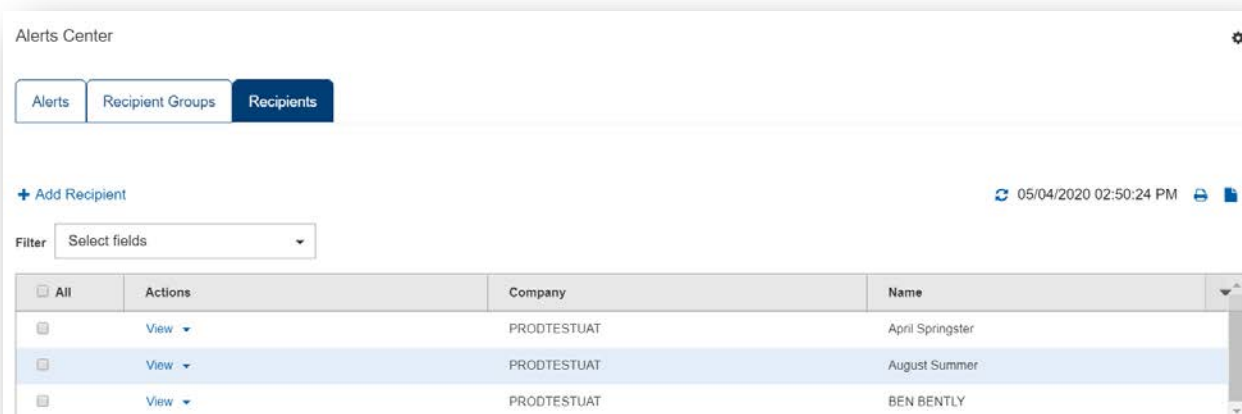 Alerts Center
Alerts Recipient Groups Recipients
+ Add Recipient 05/04/2020 02:50:24 PM
Filter Select fields
All Actions Company Name
View PRODTESTUAT April Springster
View PRODTESTUAT August Summer
View PRODTESTUAT BEN BENTLY